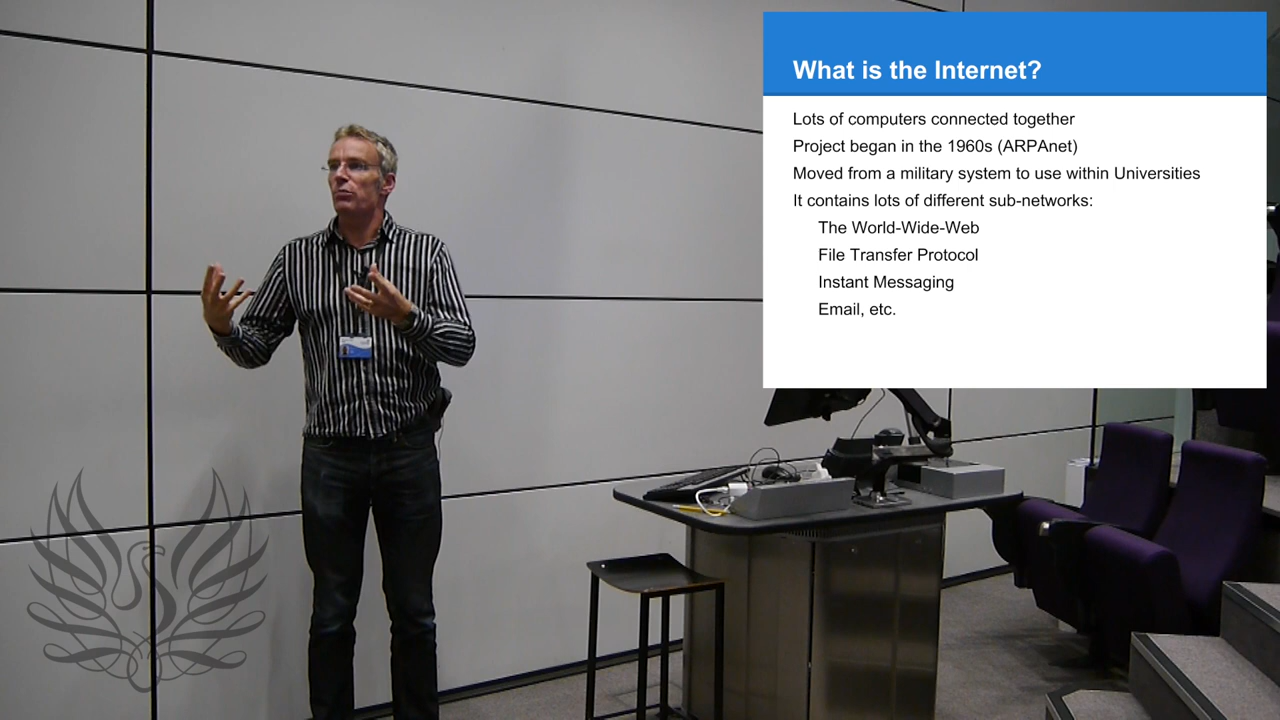 What is the Internet?
Lots of computers connected together
Project began in the 1960s (ARPAnet)
Moved from a military system to use within Universities
It contains lots of different sub-networks:
The World-Wide-Web
File Transfer Protocol
Instant Messaging
Email, etc.